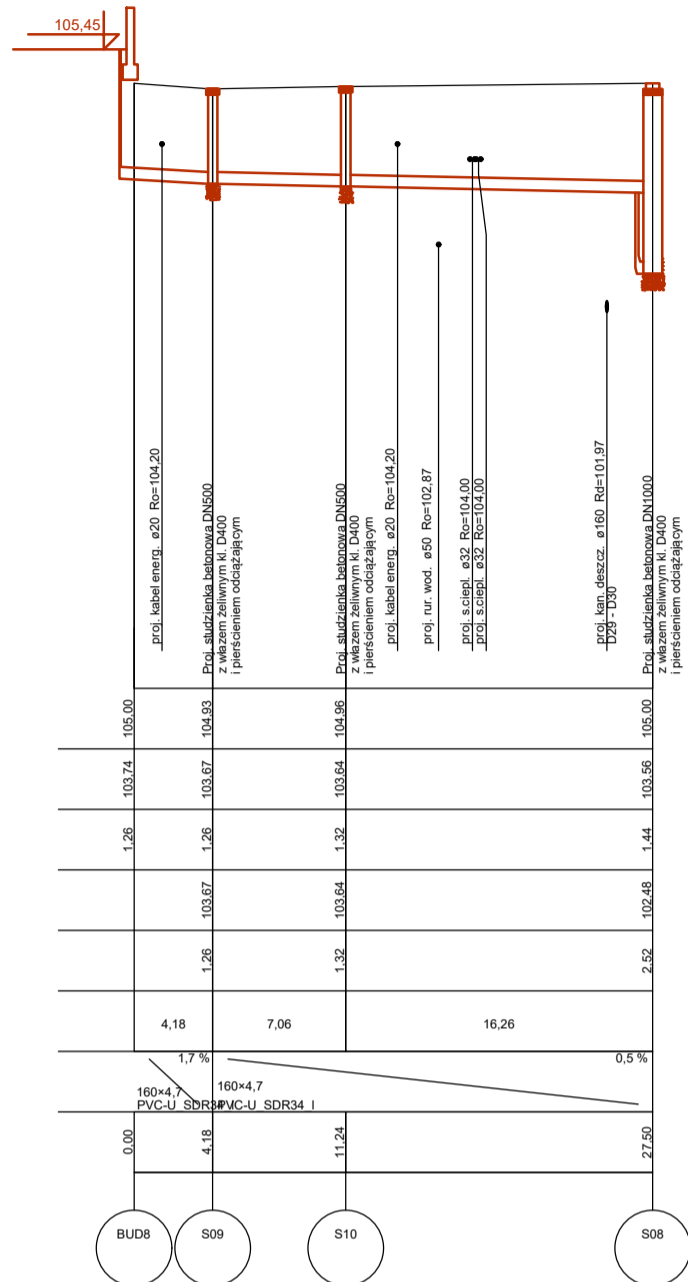 105,45
proj. kabel energ. ø20 Ro=104,20
Proj. studzienka betonowa DN500
z włazem żeliwnym kl. D400
i pierścieniem odciążającym
Proj. studzienka betonowa DN500
z włazem żeliwnym kl. D400
i pierścieniem odciążającym
proj. kabel energ. ø20 Ro=104,20
proj. rur. wod. ø50 Ro=102,87
proj. s.ciepl. ø32 Ro=104,00
proj. s.ciepl. ø32 Ro=104,00
proj. kan. deszcz. ø160 Rd=101,97
D29 - D30
Proj. studzienka betonowa DN1000
z włazem żeliwnym kl. D400
i pierścieniem odciążającym
105,00 104,93 104,96 105,00
103,74 103,67 103,64 103,56
1,26 1,26 1,32 1,44
103,67 103,64 102,48
1,26 1,32 2,52
4,18 7,06 16,26
1,7 % 0,5 %
160×4,7 160×4,7
PVC-U SDR34 PVC-U SDR34 l
0,00 4,18 11,24 27,50
BUD8 S09 S10 S08